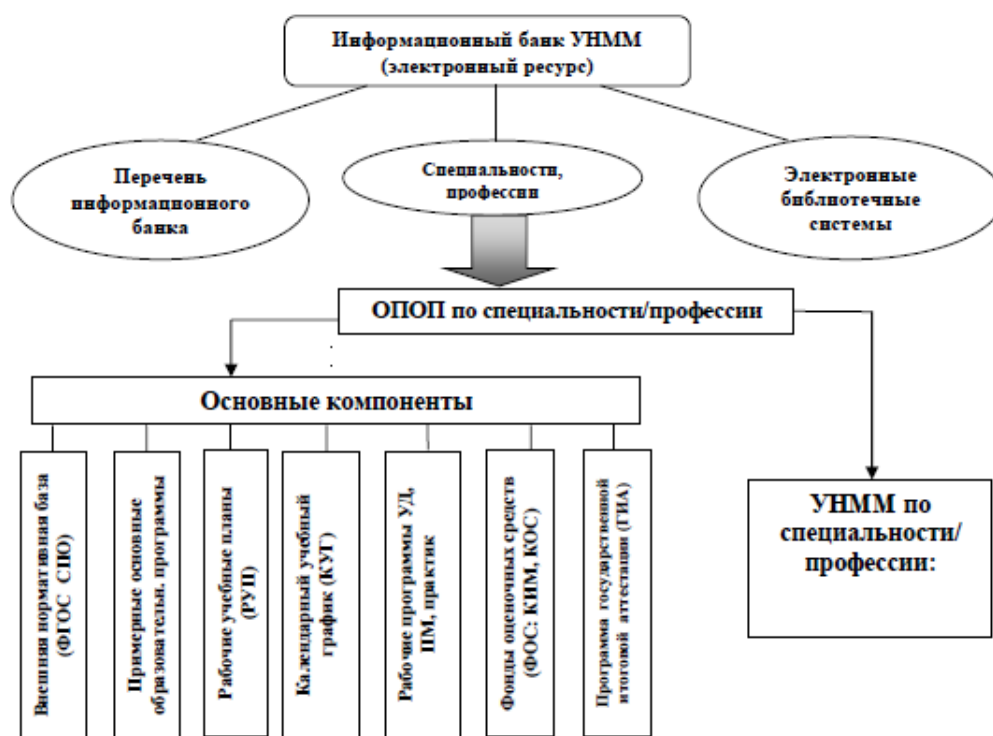 Информационный банк УНММ
(электронный ресурс)
Перечень
информационного
банка
Специальности,
профессии
Электронные
библиотечные
системы
ОПОП по специальности/профессии
Основные компоненты
Внешняя нормативная база
(ФГОС СПО)
Примерные основные
образовательн. программы
Рабочие учебные планы
(РУП)
Календарный учебный
график (КУГ)
Рабочие программы УД,
ПМ, практик
Фонды оценочных средств
(ФОС: КИМ, КОС)
Программа государственной
итоговой аттестации (ГИА)
УНММ по
специальности/
профессии: